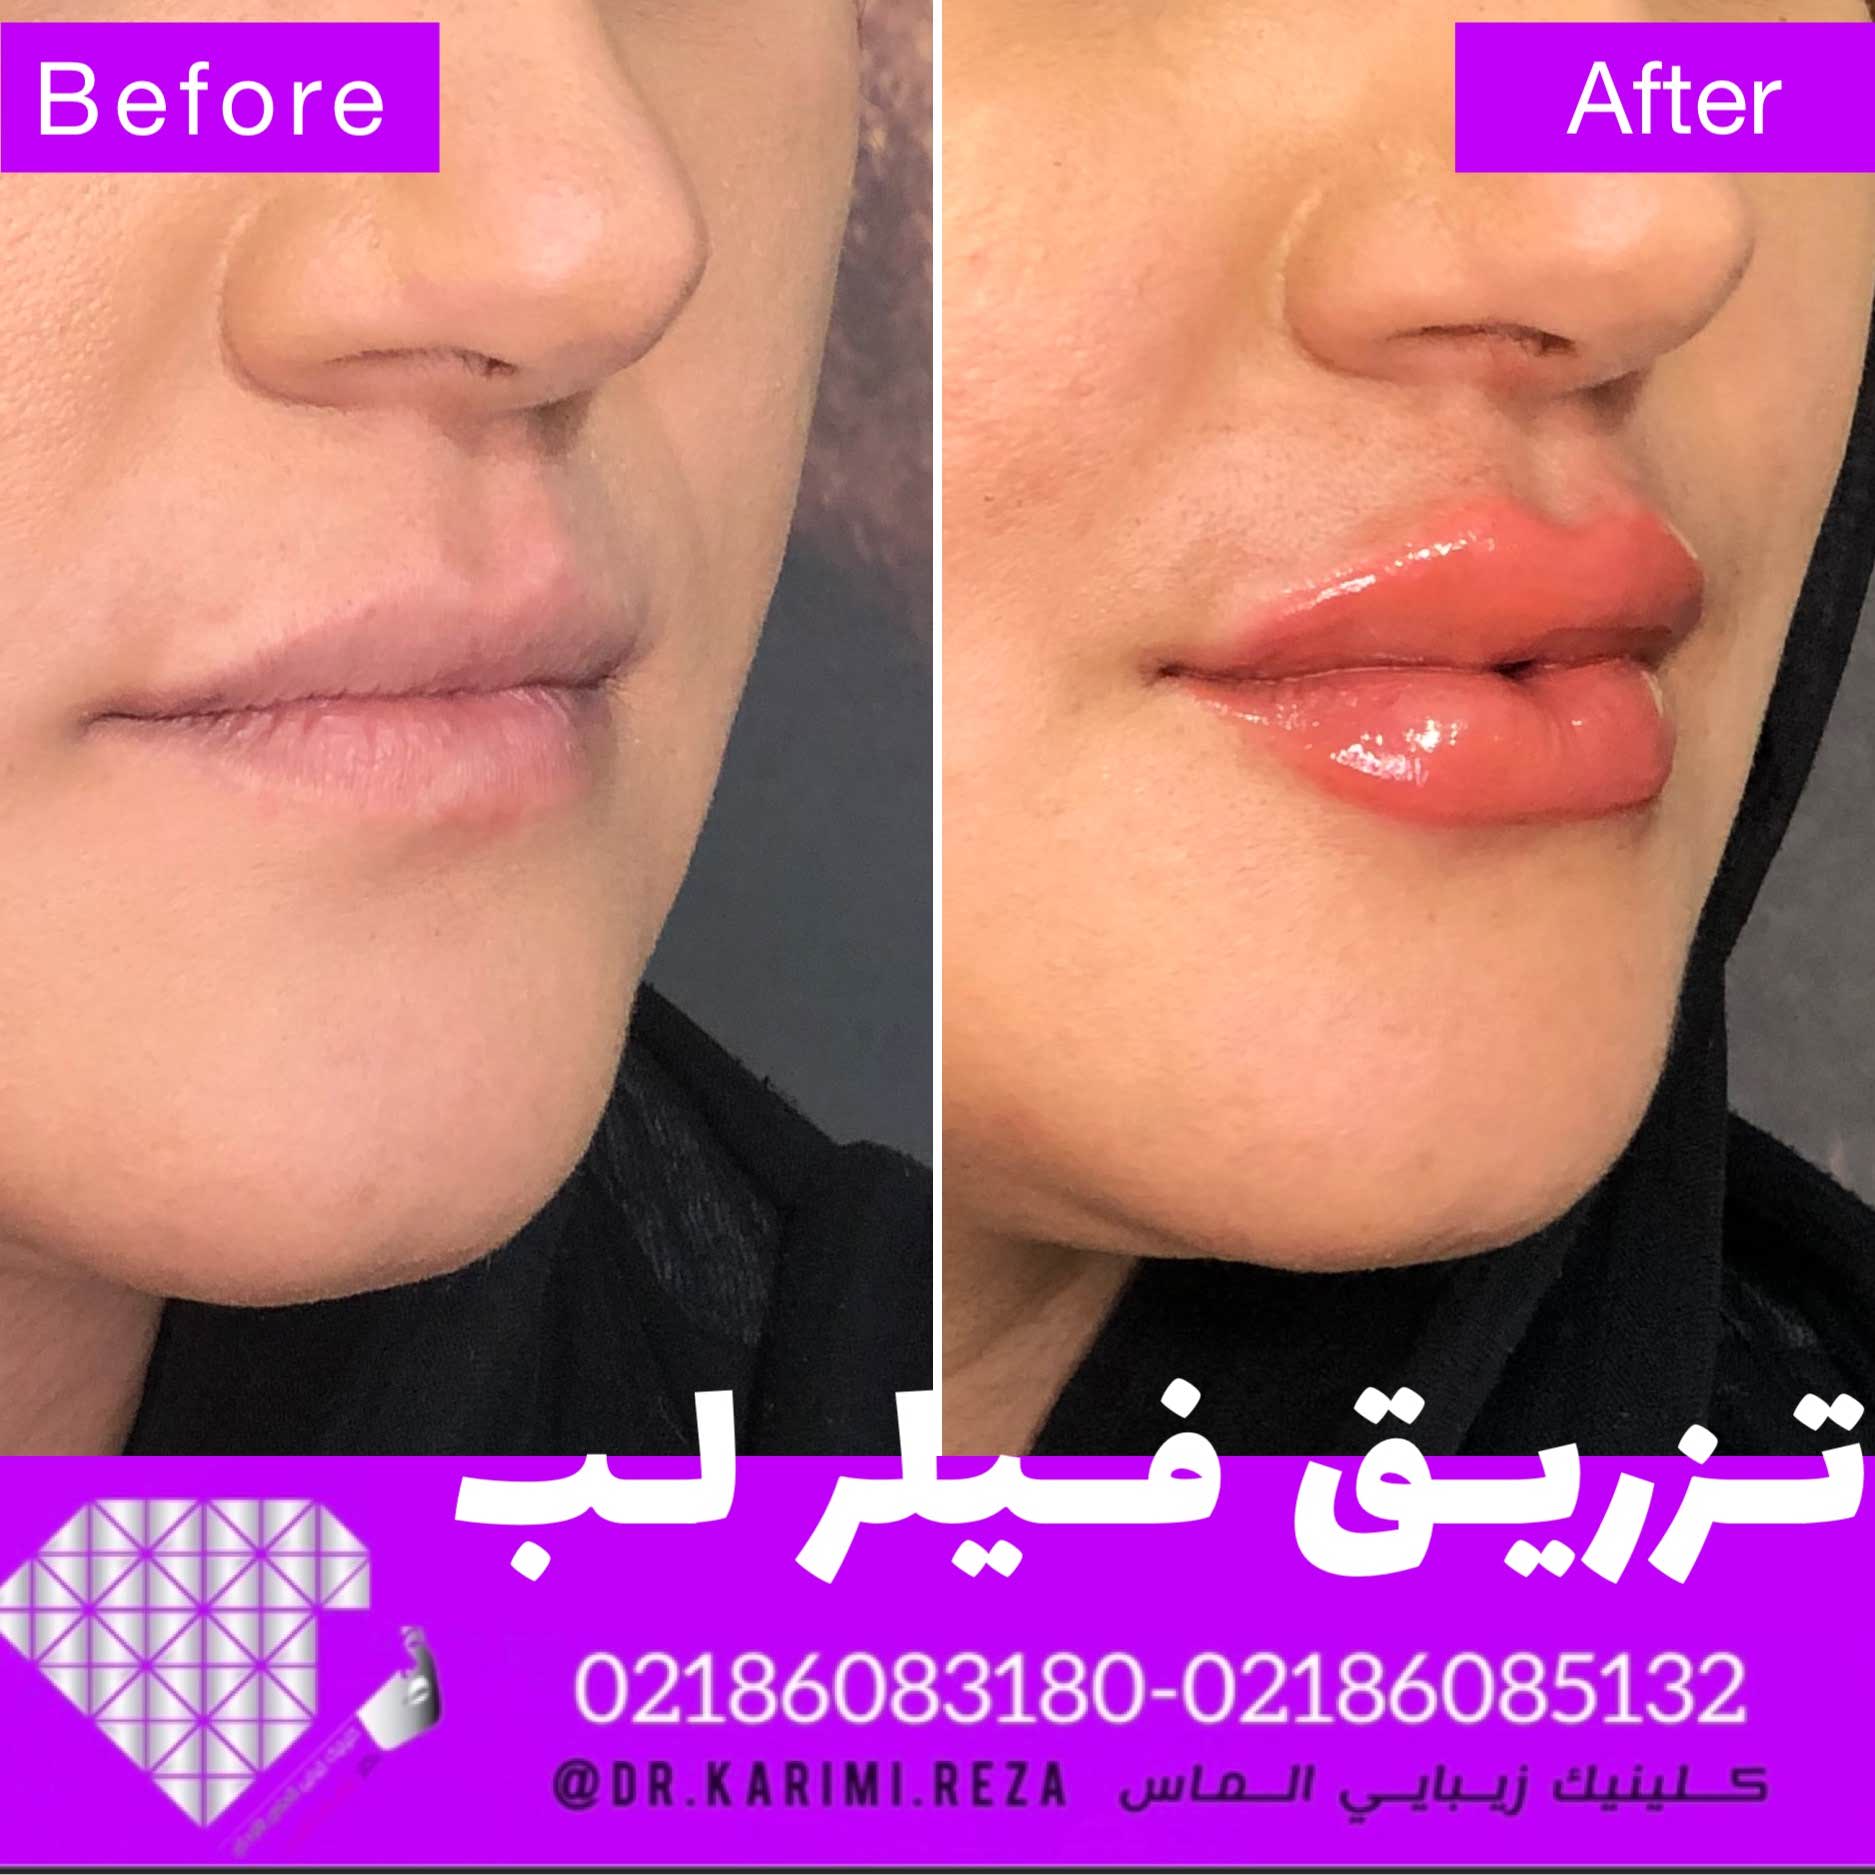 Before
After
تزریق فیلر لب
02186083180-02186085132
@DR.KARIMI.REZA کلینیک زیبایی الماس